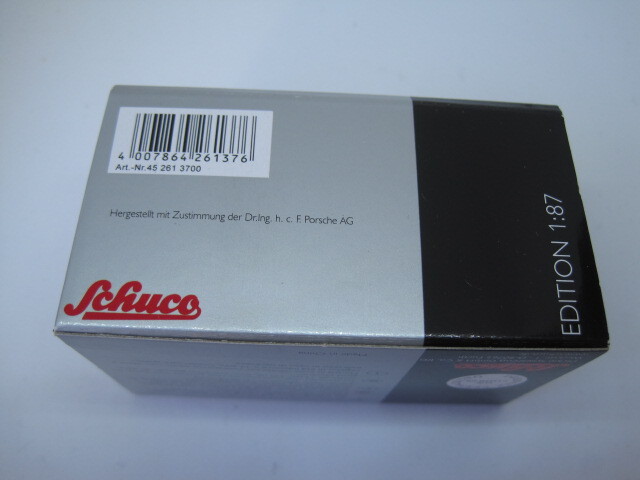 4 007864 261376
Art.-Nr.45 261 3700
Hergestellt mit Zustimmung der Dr.Ing. h. c. F. Porsche AG
Schuco
EDITION 1:87